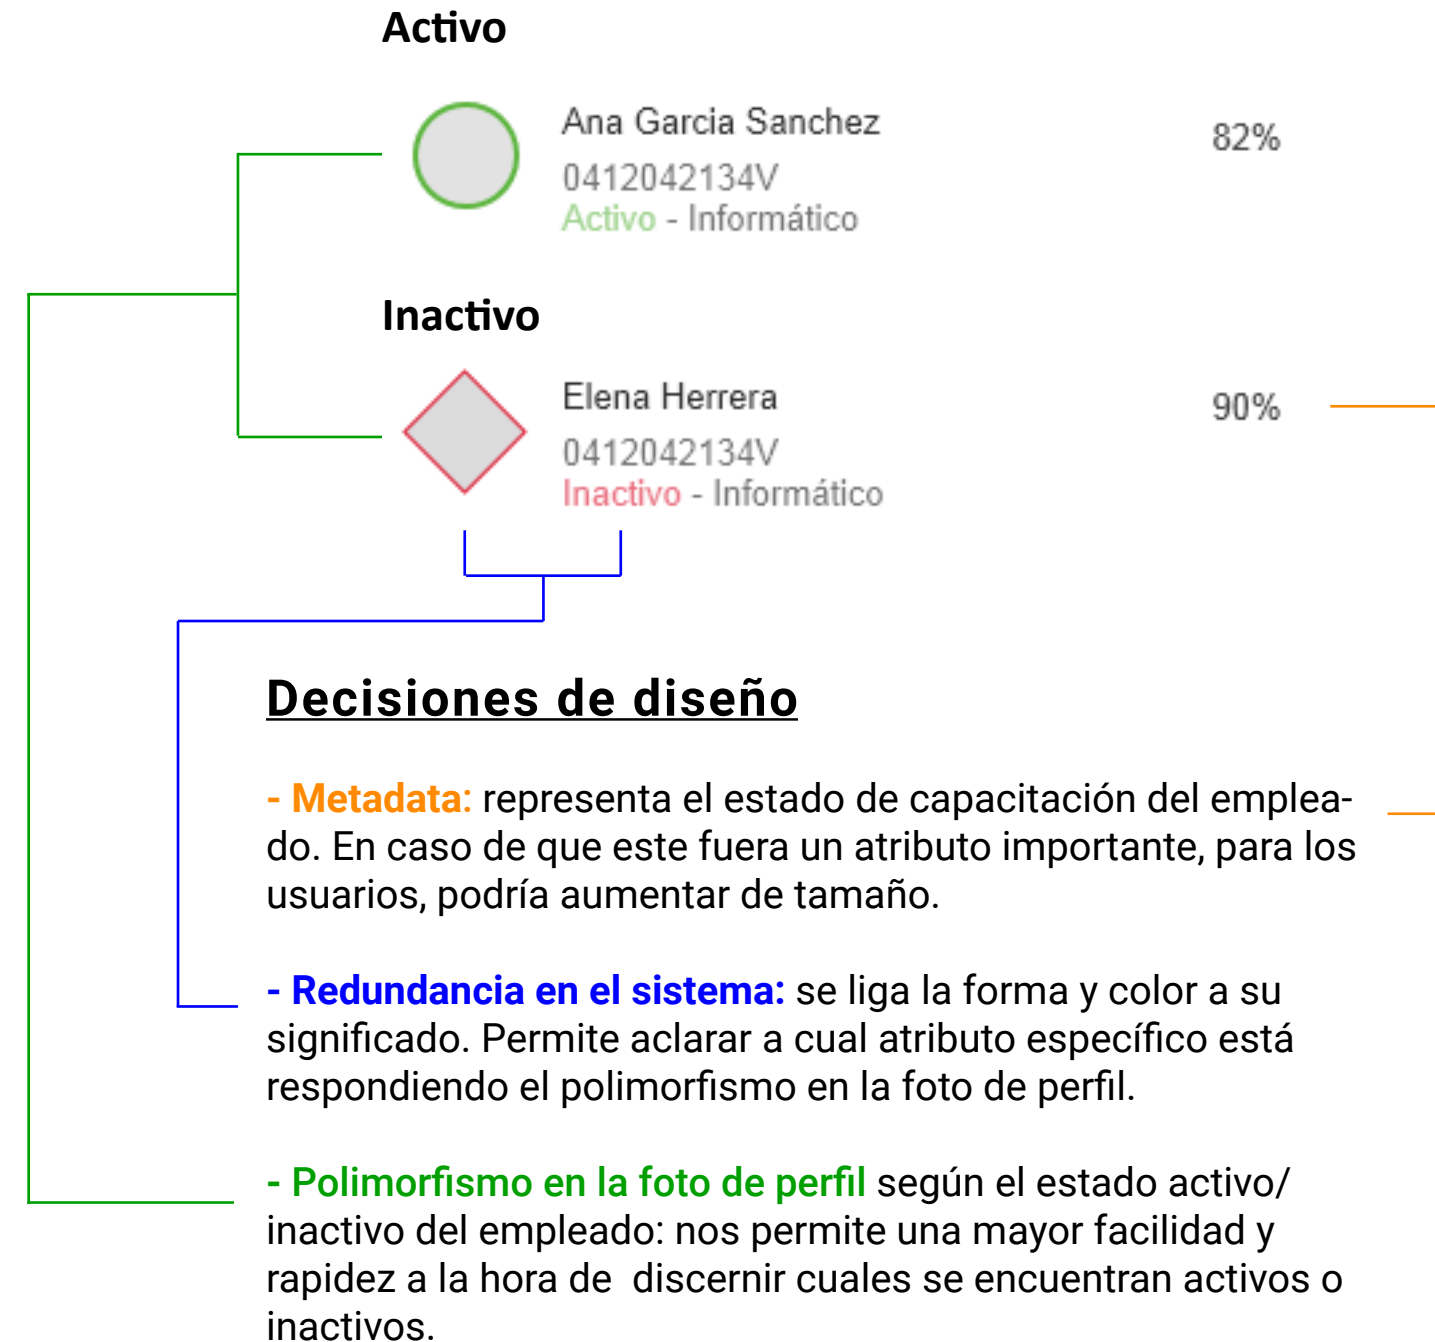 Activo
Ana Garcia Sanchez
82%
0412042134V
Activo - Informático
Inactivo
Elena Herrera
90%
0412042134V
Inactivo - Informático
Decisiones de diseño
- Metadata: representa el estado de capacitación del emplea-
do. En caso de que este fuera un atributo importante, para los
usuarios, podría aumentar de tamaño.
- Redundancia en el sistema: se liga la forma y color a su
significado. Permite aclarar a cual atributo específico está
respondiendo el polimorfismo en la foto de perfil.
- Polimorfismo en la foto de perfil según el estado activo/
inactivo del empleado: nos permite una mayor facilidad y
rapidez a la hora de  discernir cuales se encuentran activos o
inactivos.